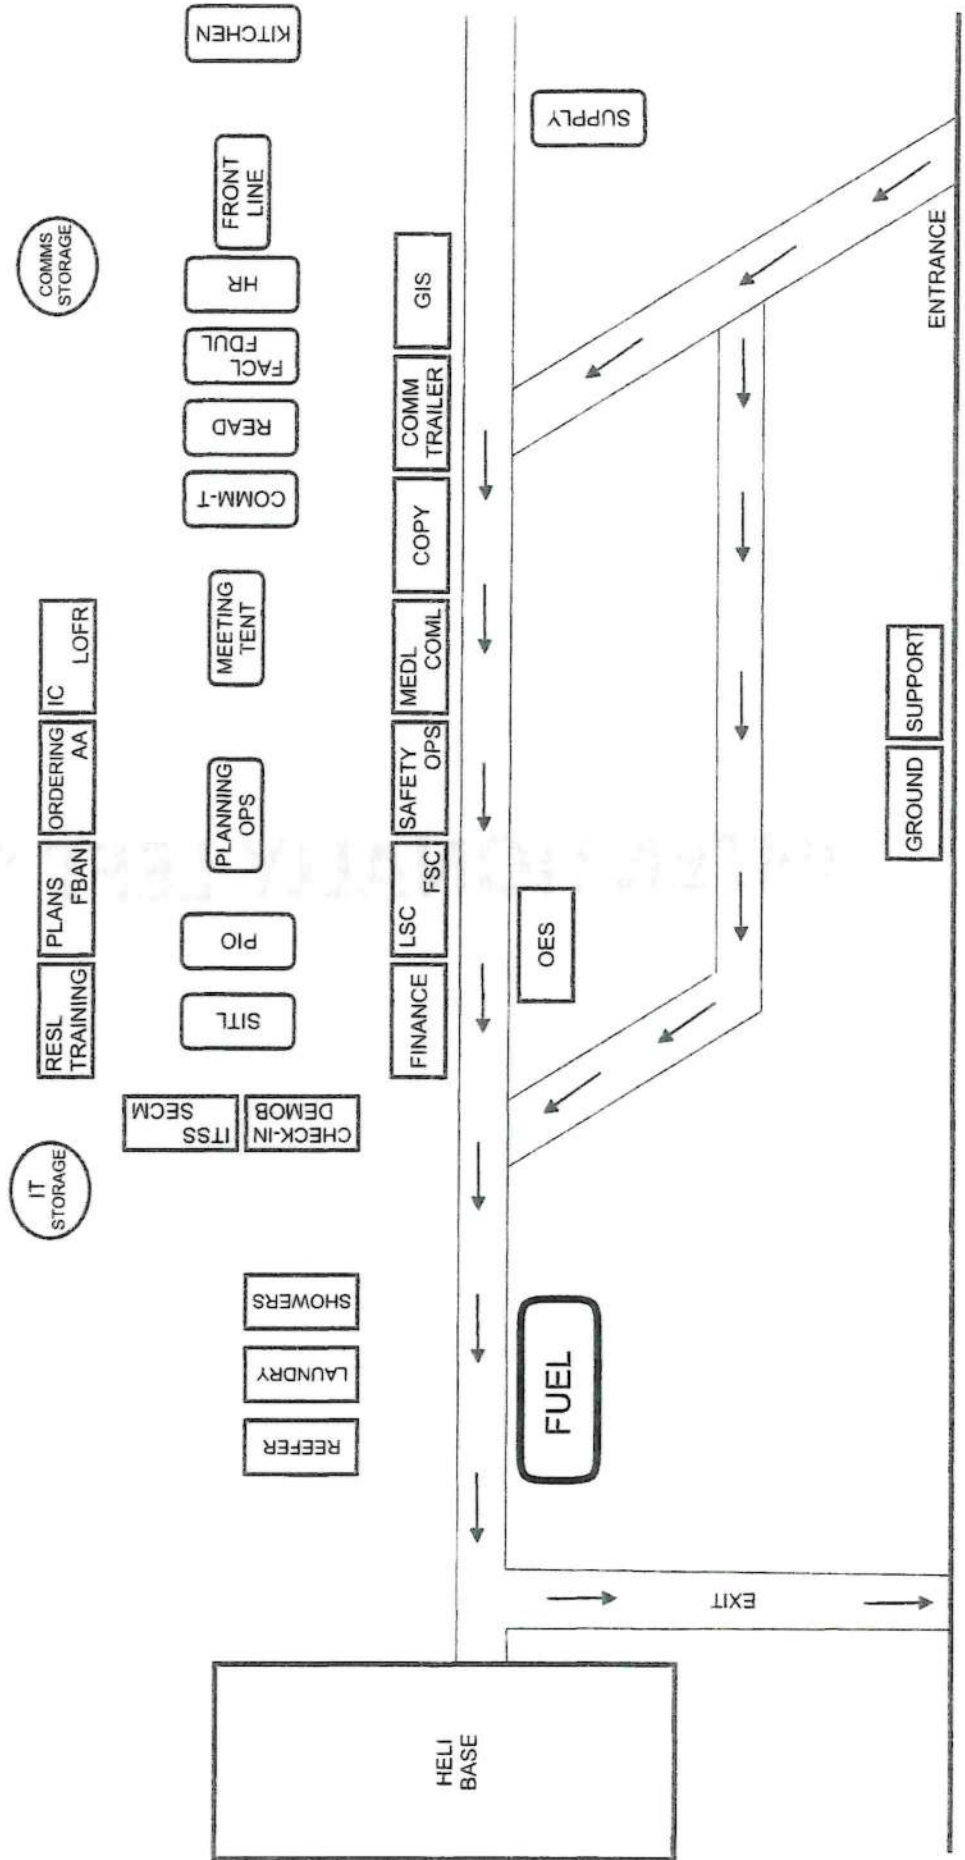 KITCHEN
COMMS
STORAGE
FRONT
LINE
HR
FACL
FDUL
READ
COMM-T
MEETING
TENT
PLANNING
OPS
PIO
SITL
IC
LOFR
ORDERING
AA
PLANS
FBAN
RESL
TRAINING
ITSS
SECM
CHECK-IN
DEMOB
IT
STORAGE
SHOWERS
LAUNDRY
REEFER
GIS
COMM
TRAILER
COPY
MEDL
COML
SAFETY
OPS
LSC
FSC
FINANCE
SUPPLY
OES
FUEL
ENTRANCE
GROUND
SUPPORT
EXIT
HELI
BASE